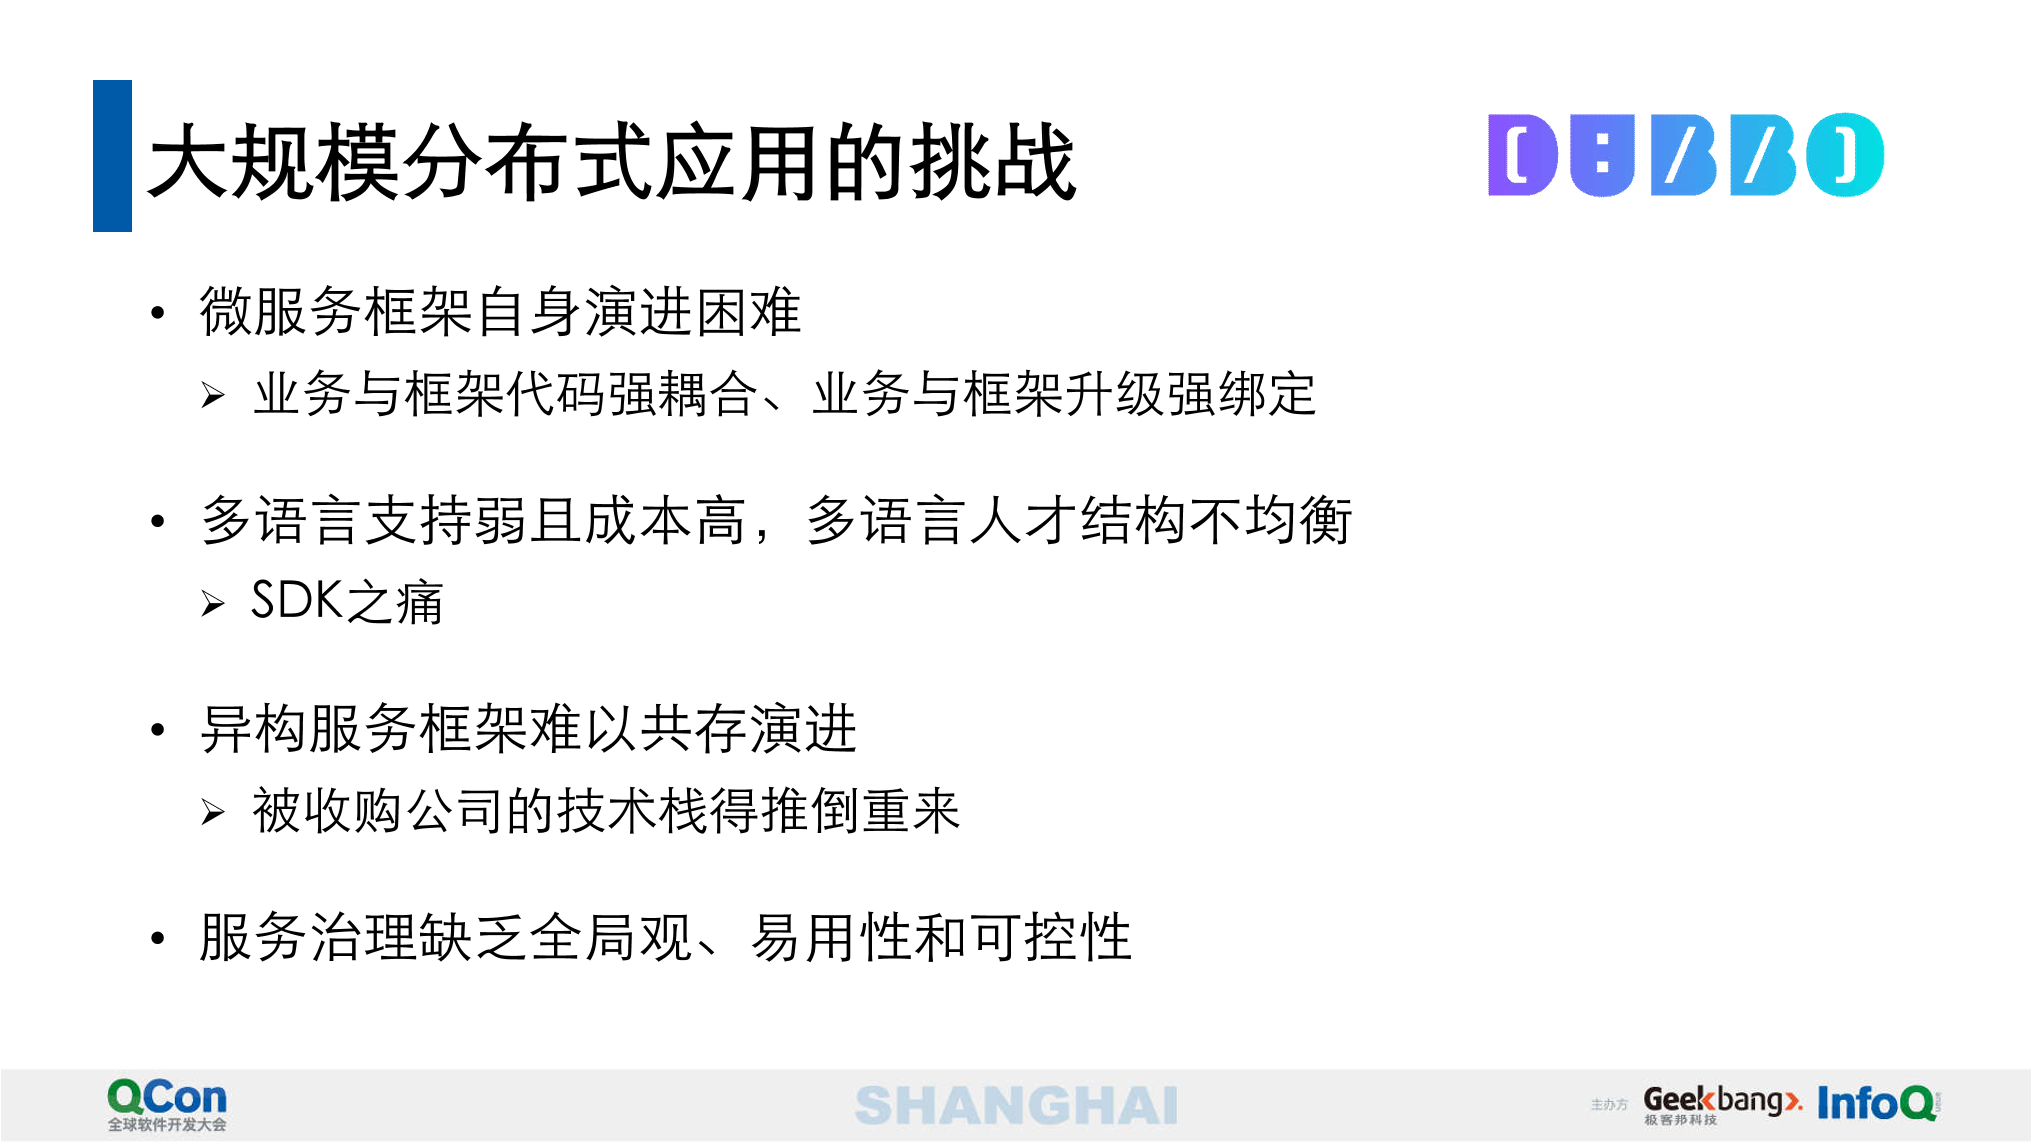 大规模分布式应用的挑战
DUBBO
• 微服务框架自身演进困难
➢ 业务与框架代码强耦合、业务与框架升级强绑定
• 多语言支持弱且成本高，多语言人才结构不均衡
➢ SDK之痛
• 异构服务框架难以共存演进
➢ 被收购公司的技术栈得推倒重来
• 服务治理缺乏全局观、易用性和可控性
QCon
全球软件开发大会
SHANGHAI
主办方
Geekbang>.
极客邦科技
InfoQ